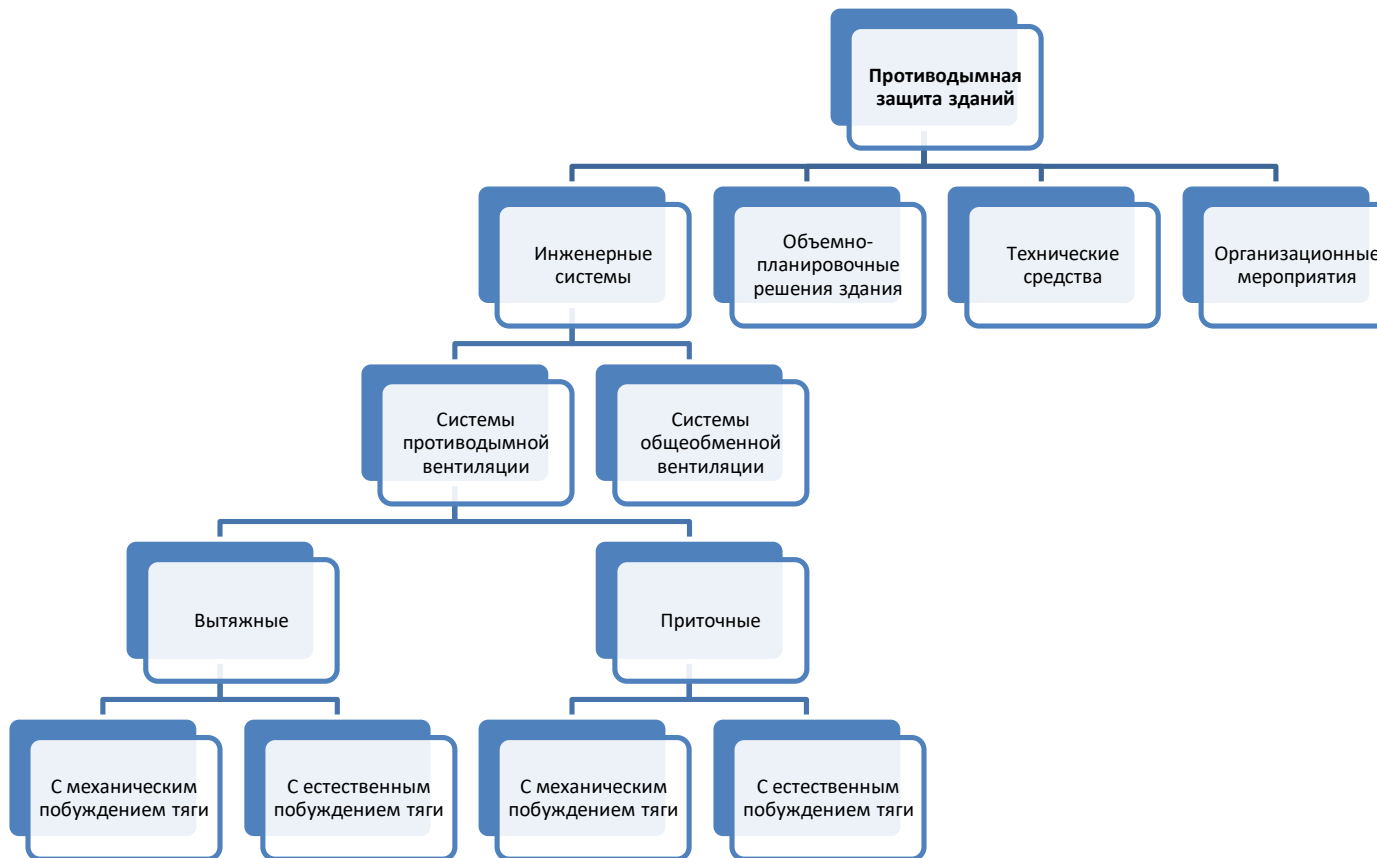 Противодымная
защита зданий
Инженерные
системы
Объемно-
планировочные
решения здания
Технические
средства
Организационные
мероприятия
Системы
противодымной
вентиляции
Системы
общеобменной
вентиляции
Вытяжные
Приточные
С механическим
побуждением тяги
С естественным
побуждением тяги
С механическим
побуждением тяги
С естественным
побуждением тяги